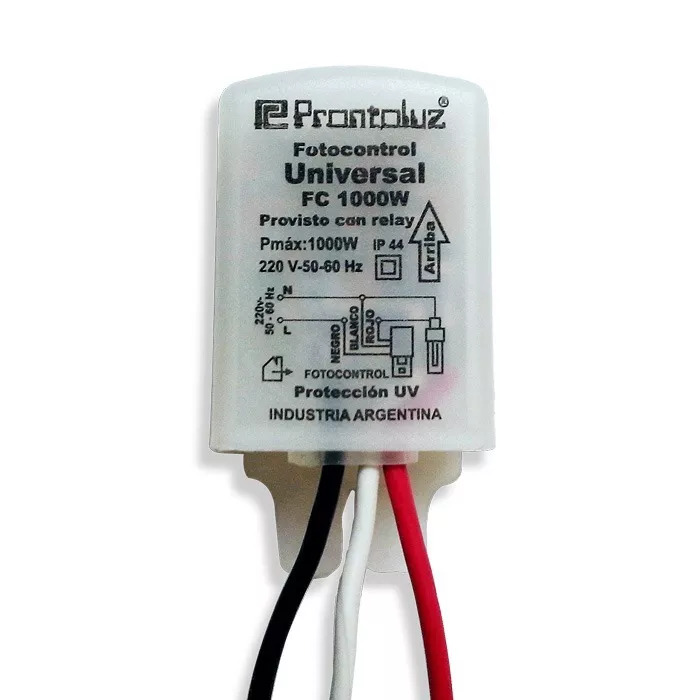 Prontoluz®
Fotocontrol
Universal
FC 1000W
Provisto con relay
Pmáx:1000W IP 44
220 V-50-60 Hz
Arriba
220v-
50 - 60 Hz
N
L
NEGRO
BLANCO
ROJO
FOTOCONTROL
Protección UV
INDUSTRIA ARGENTINA